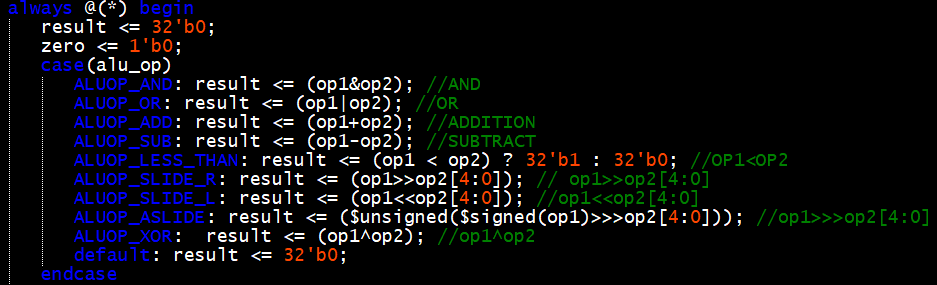 always @(*) begin
result <= 32'b0;
zero <= 1'b0;
case(alu_op)
ALUOP_AND: result <= (op1&op2); //AND
ALUOP_OR: result <= (op1|op2); //OR
ALUOP_ADD: result <= (op1+op2); //ADDITION
ALUOP_SUB: result <= (op1-op2); //SUBTRACT
ALUOP_LESS_THAN: result <= (op1 < op2) ? 32'b1 : 32'b0; //OP1<OP2
ALUOP_SLIDE_R: result <= (op1>>op2[4:0]); // op1>>op2[4:0]
ALUOP_SLIDE_L: result <= (op1<<op2[4:0]); //op1<<op2[4:0]
ALUOP_ASLIDE: result <= ($unsigned($signed(op1)>>>op2[4:0])); //op1>>>op2[4:0]
ALUOP_XOR:  result <= (op1^op2); //op1^op2
default: result <= 32'b0;
endcase